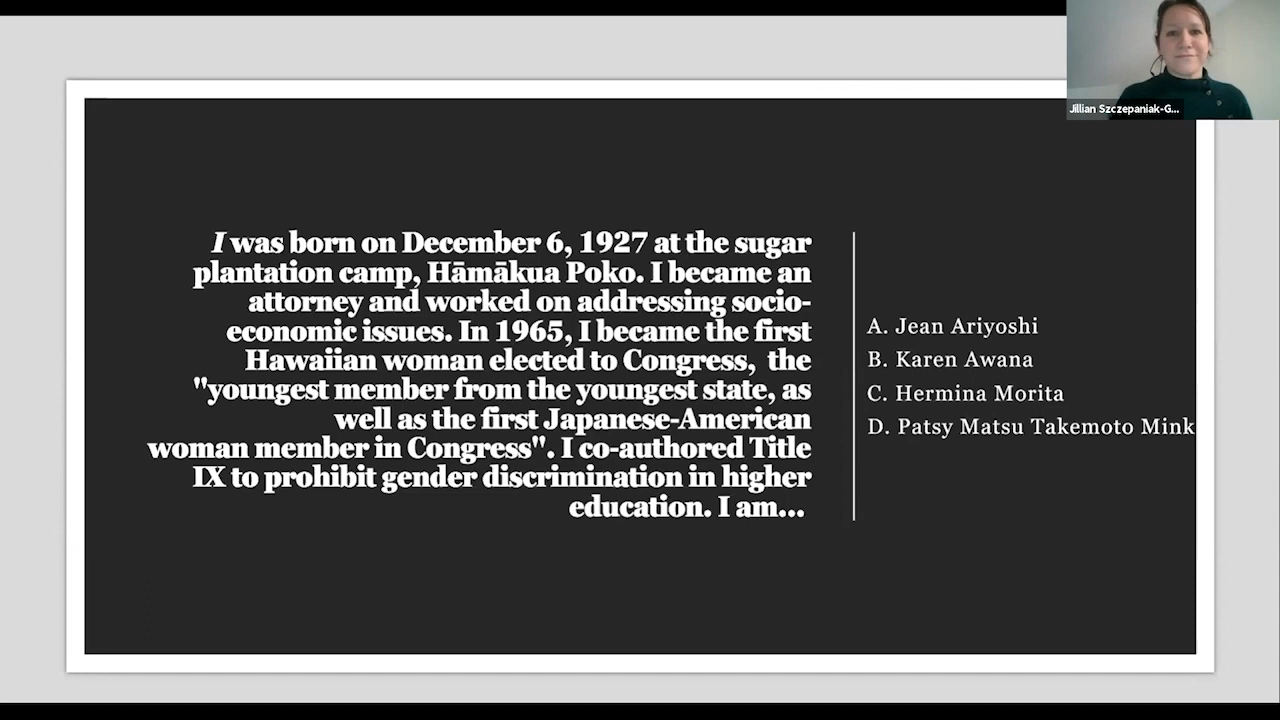 Jillian Szczepaniak-G...
I was born on December 6, 1927 at the sugar
plantation camp, Hāmākua Poko. I became an
attorney and worked on addressing socio-
economic issues. In 1965, I became the first
Hawaiian woman elected to Congress,  the
"youngest member from the youngest state, as
well as the first Japanese-American
woman member in Congress". I co-authored Title
IX to prohibit gender discrimination in higher
education. I am...
A. Jean Ariyoshi
B. Karen Awana
C. Hermina Morita
D. Patsy Matsu Takemoto Mink